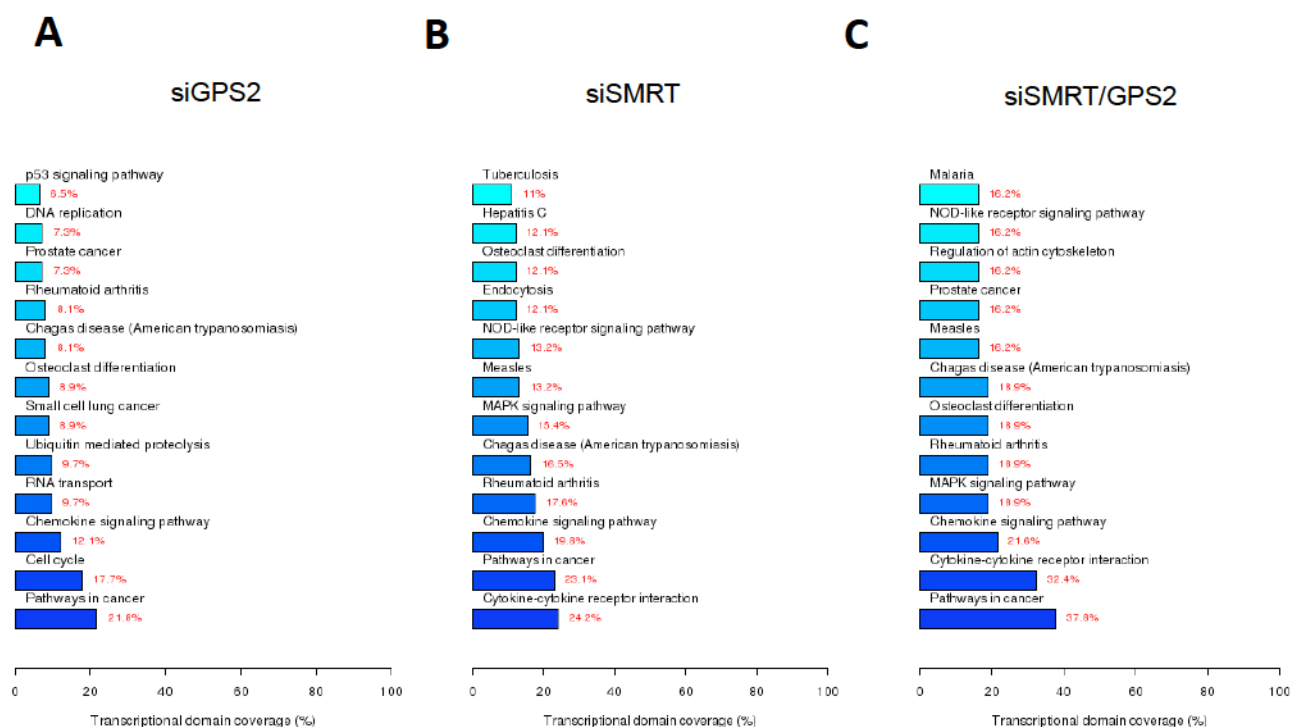 A
siGPS2
p53 signaling pathway
6.5%
DNA replication
7.3%
Prostate cancer
7.3%
Rheumatoid arthritis
8.1%
Chagas disease (American trypanosomiasis)
8.1%
Osteoclast differentiation
8.9%
Small cell lung cancer
8.9%
Ubiquitin mediated proteolysis
9.7%
RNA transport
9.7%
Chemokine signaling pathway
12.1%
Cell cycle
17.7%
Pathways in cancer
21.8%
0 20 40 60 80 100
Transcriptional domain coverage (%)
B
siSMRT
Tuberculosis
11%
Hepatitis C
12.1%
Osteoclast differentiation
12.1%
Endocytosis
12.1%
NOD-like receptor signaling pathway
13.2%
Measles
13.2%
MAPK signaling pathway
15.4%
Chagas disease (American trypanosomiasis)
16.5%
Rheumatoid arthritis
17.6%
Chemokine signaling pathway
19.8%
Pathways in cancer
23.1%
Cytokine-cytokine receptor interaction
24.2%
0 20 40 60 80 100
Transcriptional domain coverage (%)
C
siSMRT/GPS2
Malaria
16.2%
NOD-like receptor signaling pathway
16.2%
Regulation of actin cytoskeleton
16.2%
Prostate cancer
16.2%
Measles
16.2%
Chagas disease (American trypanosomiasis)
18.9%
Osteoclast differentiation
18.9%
Rheumatoid arthritis
18.9%
MAPK signaling pathway
18.9%
Chemokine signaling pathway
21.6%
Cytokine-cytokine receptor interaction
32.4%
Pathways in cancer
37.8%
0 20 40 60 80 100
Transcriptional domain coverage (%)